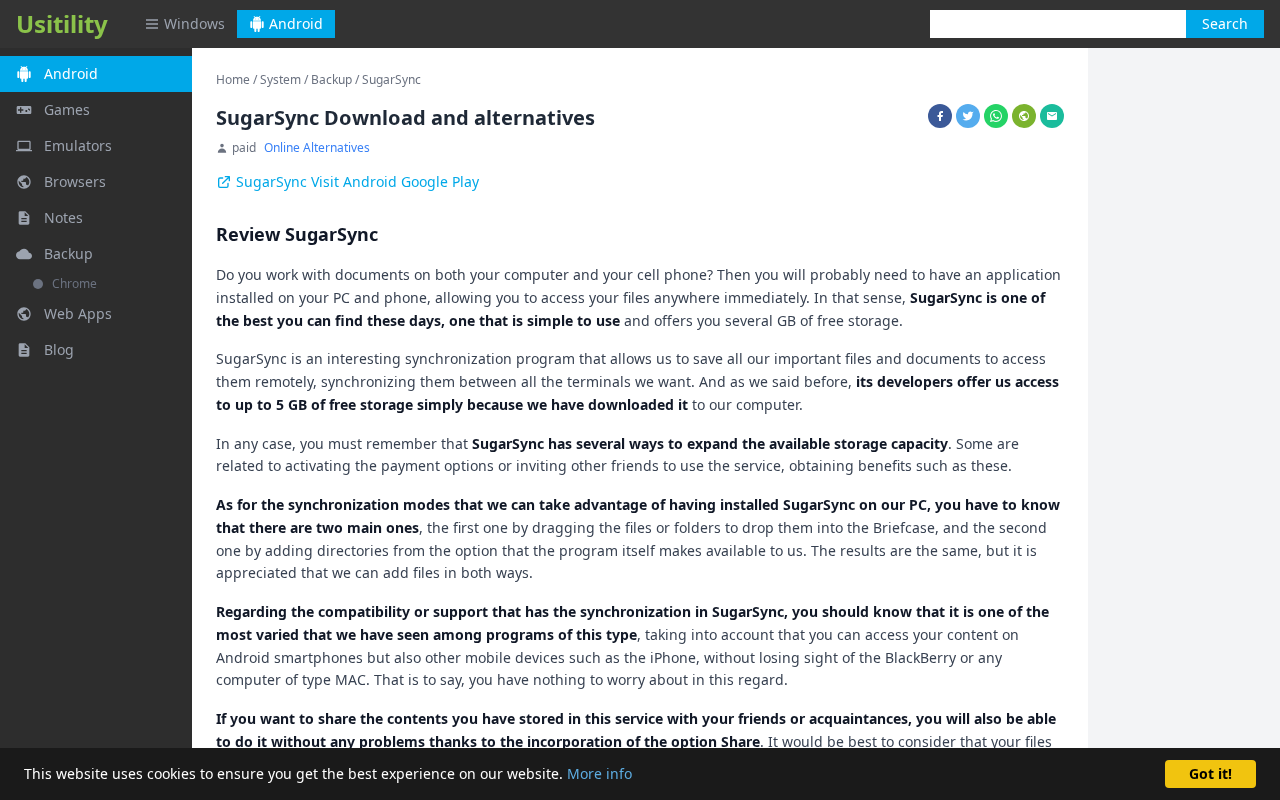 Usitility
Windows
Android
Search
Android
Games
Emulators
Browsers
Notes
Backup
Chrome
Web Apps
Blog
Home / System / Backup / SugarSync
SugarSync Download and alternatives
paid Online Alternatives
SugarSync Visit Android Google Play
Review SugarSync
Do you work with documents on both your computer and your cell phone? Then you will probably need to have an application
installed on your PC and phone, allowing you to access your files anywhere immediately. In that sense, SugarSync is one of
the best you can find these days, one that is simple to use and offers you several GB of free storage.
SugarSync is an interesting synchronization program that allows us to save all our important files and documents to access
them remotely, synchronizing them between all the terminals we want. And as we said before, its developers offer us access
to up to 5 GB of free storage simply because we have downloaded it to our computer.
In any case, you must remember that SugarSync has several ways to expand the available storage capacity. Some are
related to activating the payment options or inviting other friends to use the service, obtaining benefits such as these.
As for the synchronization modes that we can take advantage of having installed SugarSync on our PC, you have to know
that there are two main ones, the first one by dragging the files or folders to drop them into the Briefcase, and the second
one by adding directories from the option that the program itself makes available to us. The results are the same, but it is
appreciated that we can add files in both ways.
Regarding the compatibility or support that has the synchronization in SugarSync, you should know that it is one of the
most varied that we have seen among programs of this type, taking into account that you can access your content on
Android smartphones but also other mobile devices such as the iPhone, without losing sight of the BlackBerry or any
computer of type MAC. That is to say, you have nothing to worry about in this regard.
If you want to share the contents you have stored in this service with your friends or acquaintances, you will also be able
to do it without any problems thanks to the incorporation of the option Share. It would be best to consider that your files
This website uses cookies to ensure you get the best experience on our website. More info
Got it!